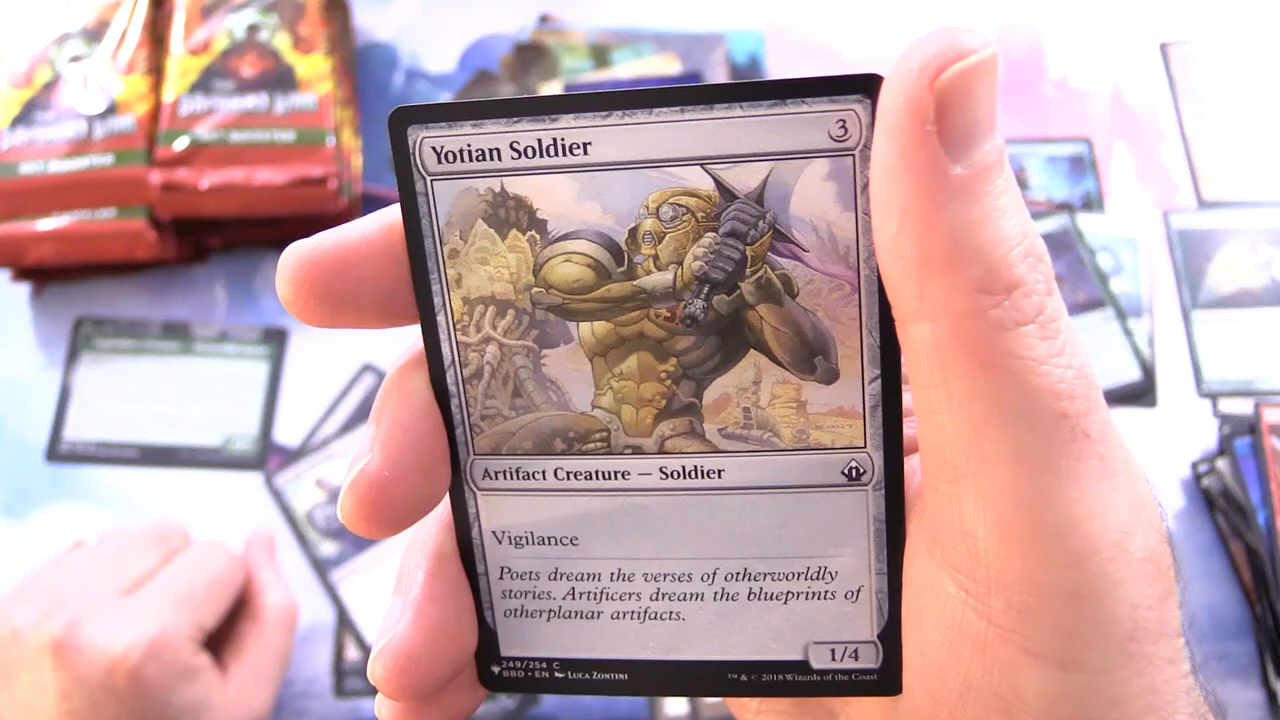 Yotian Soldier
3
Artifact Creature — Soldier
Vigilance
Poets dream the verses of otherworldly
stories. Artificers dream the blueprints of
otherplanar artifacts.
1/4
249/254 C
BBD • EN LUCA ZONTINI
™ & © 2018 Wizards of the Coast